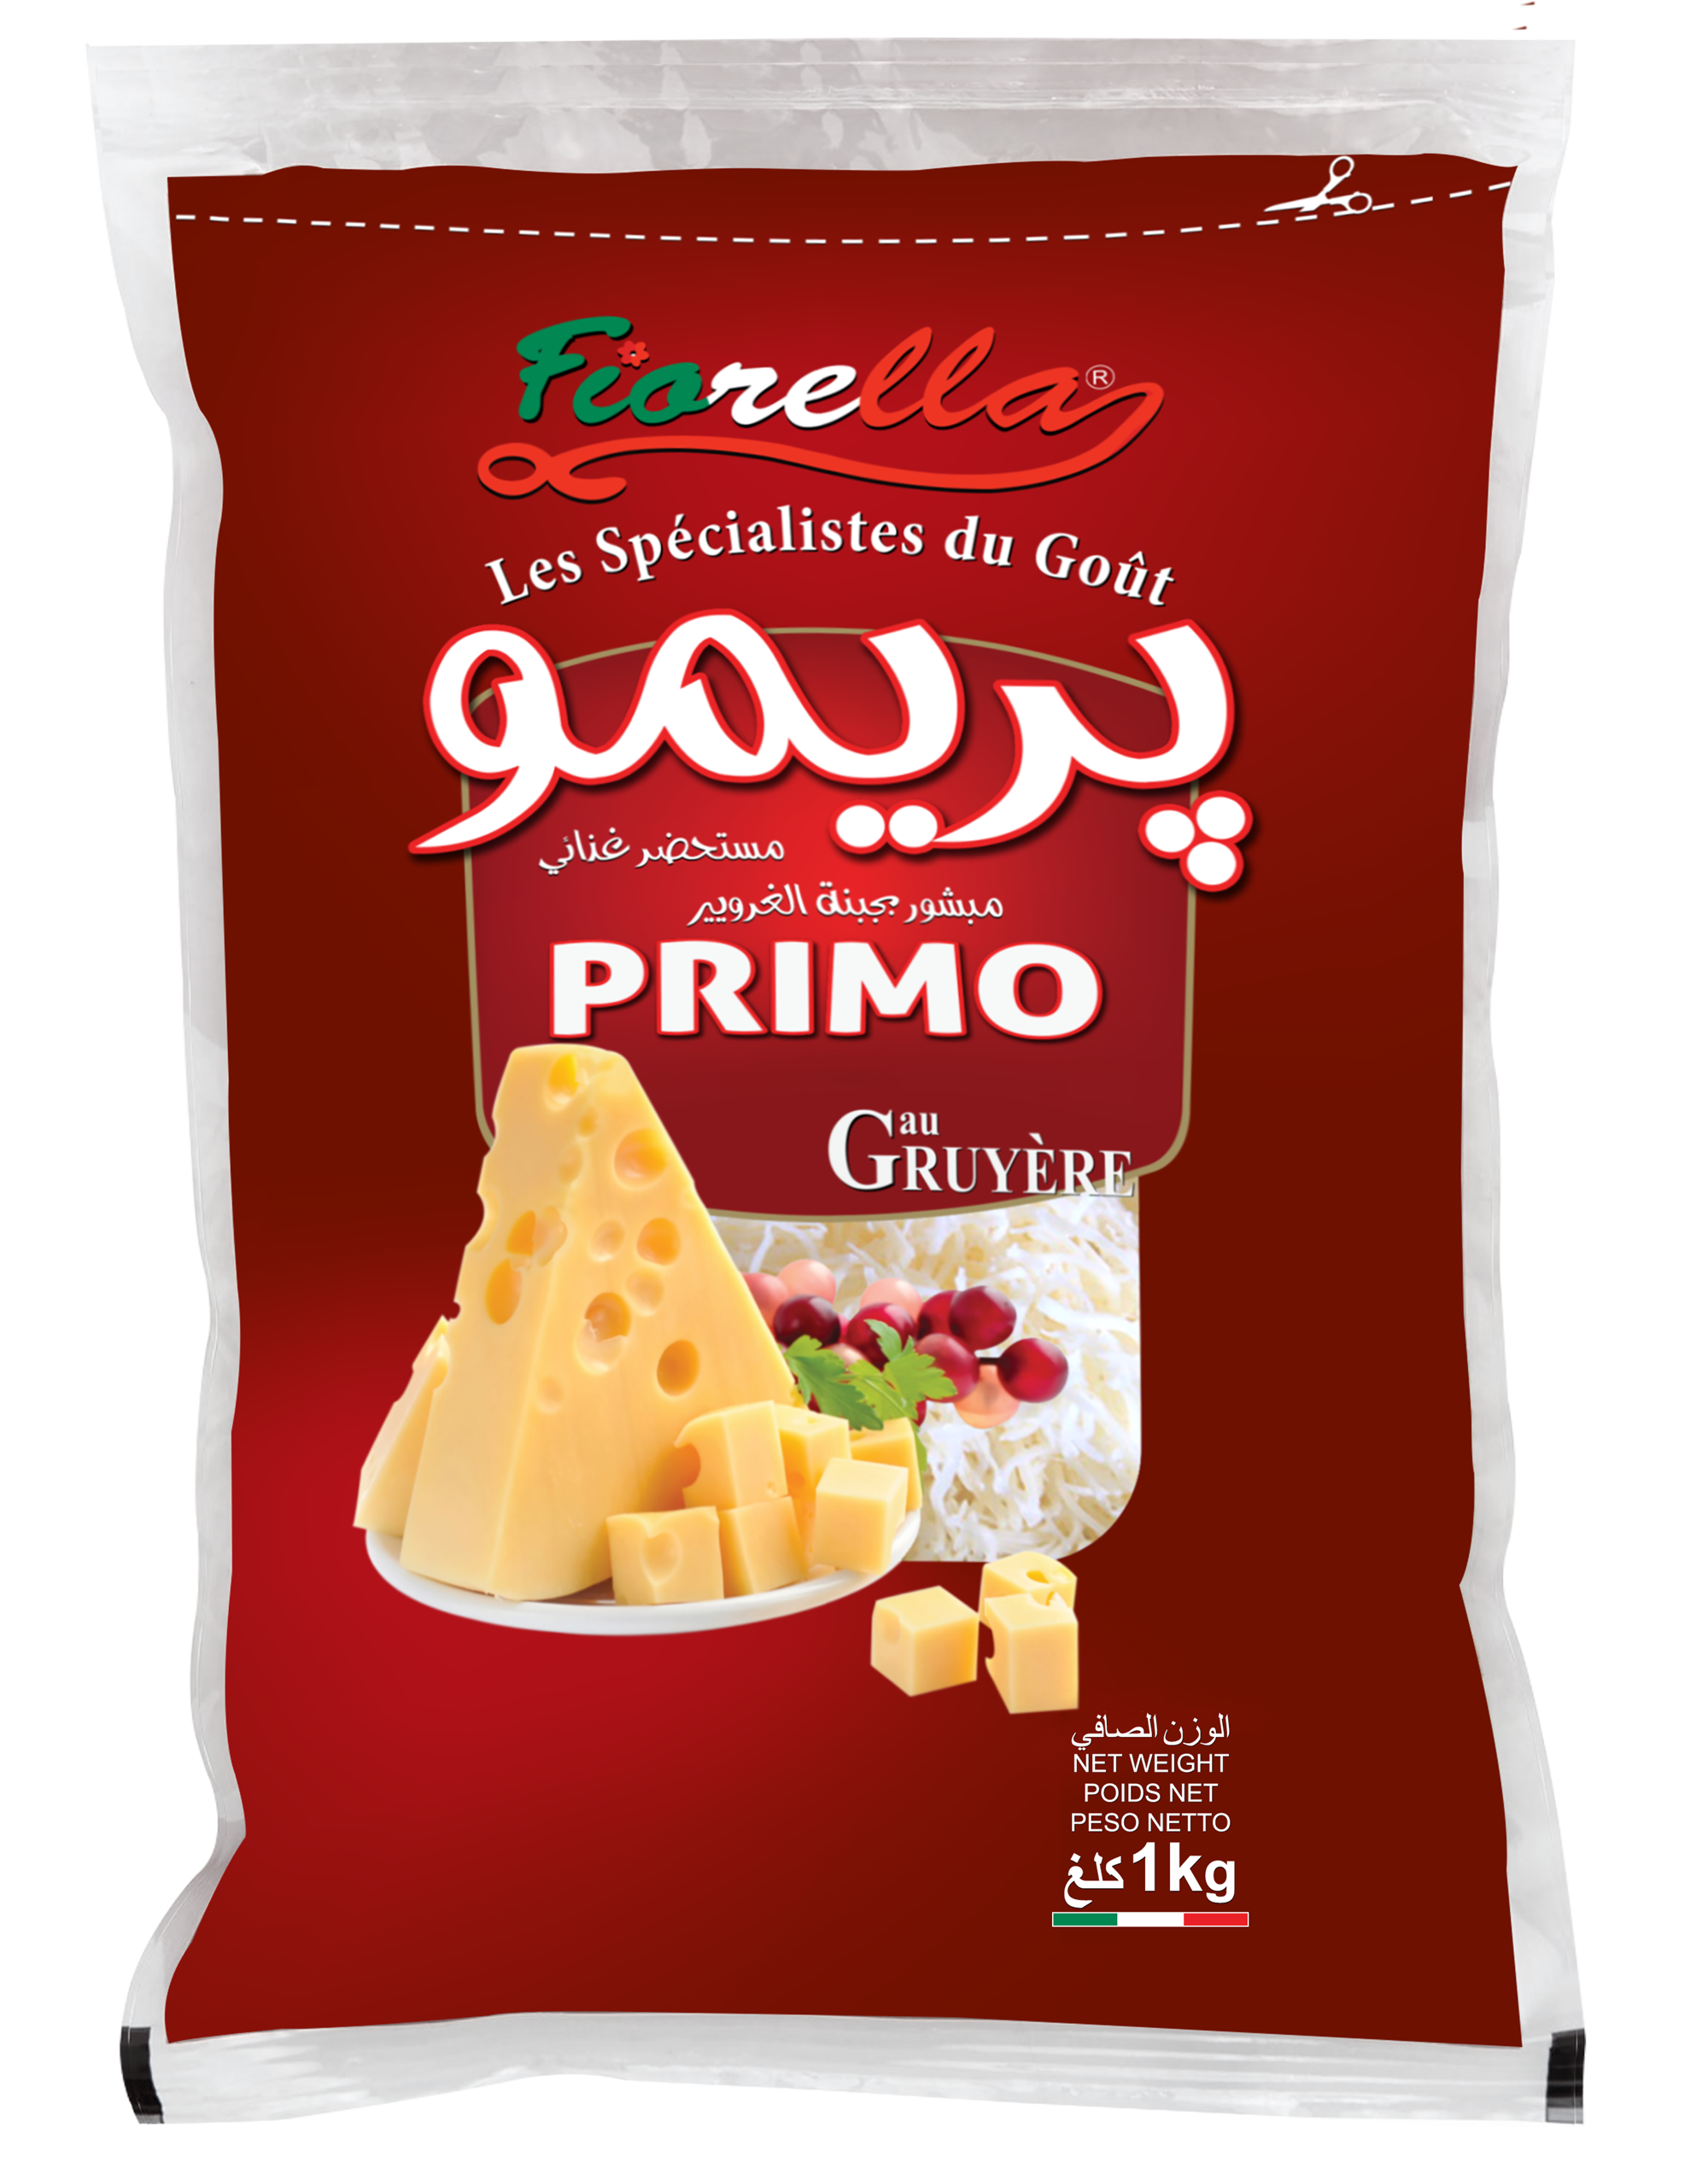 Fiorella®
Les Spécialistes du Goût
پريمو
مستحضر غذائي
مبشور بجبنة الغرويير
PRIMO
au
GRUYÈRE
الوزن الصافي
NET WEIGHT
POIDS NET
PESO NETTO
1kg كلغ